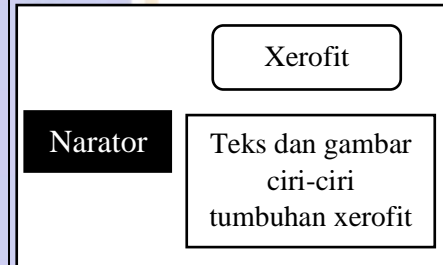 Xerofit
Narator
Teks dan gambar
ciri-ciri
tumbuhan xerofit